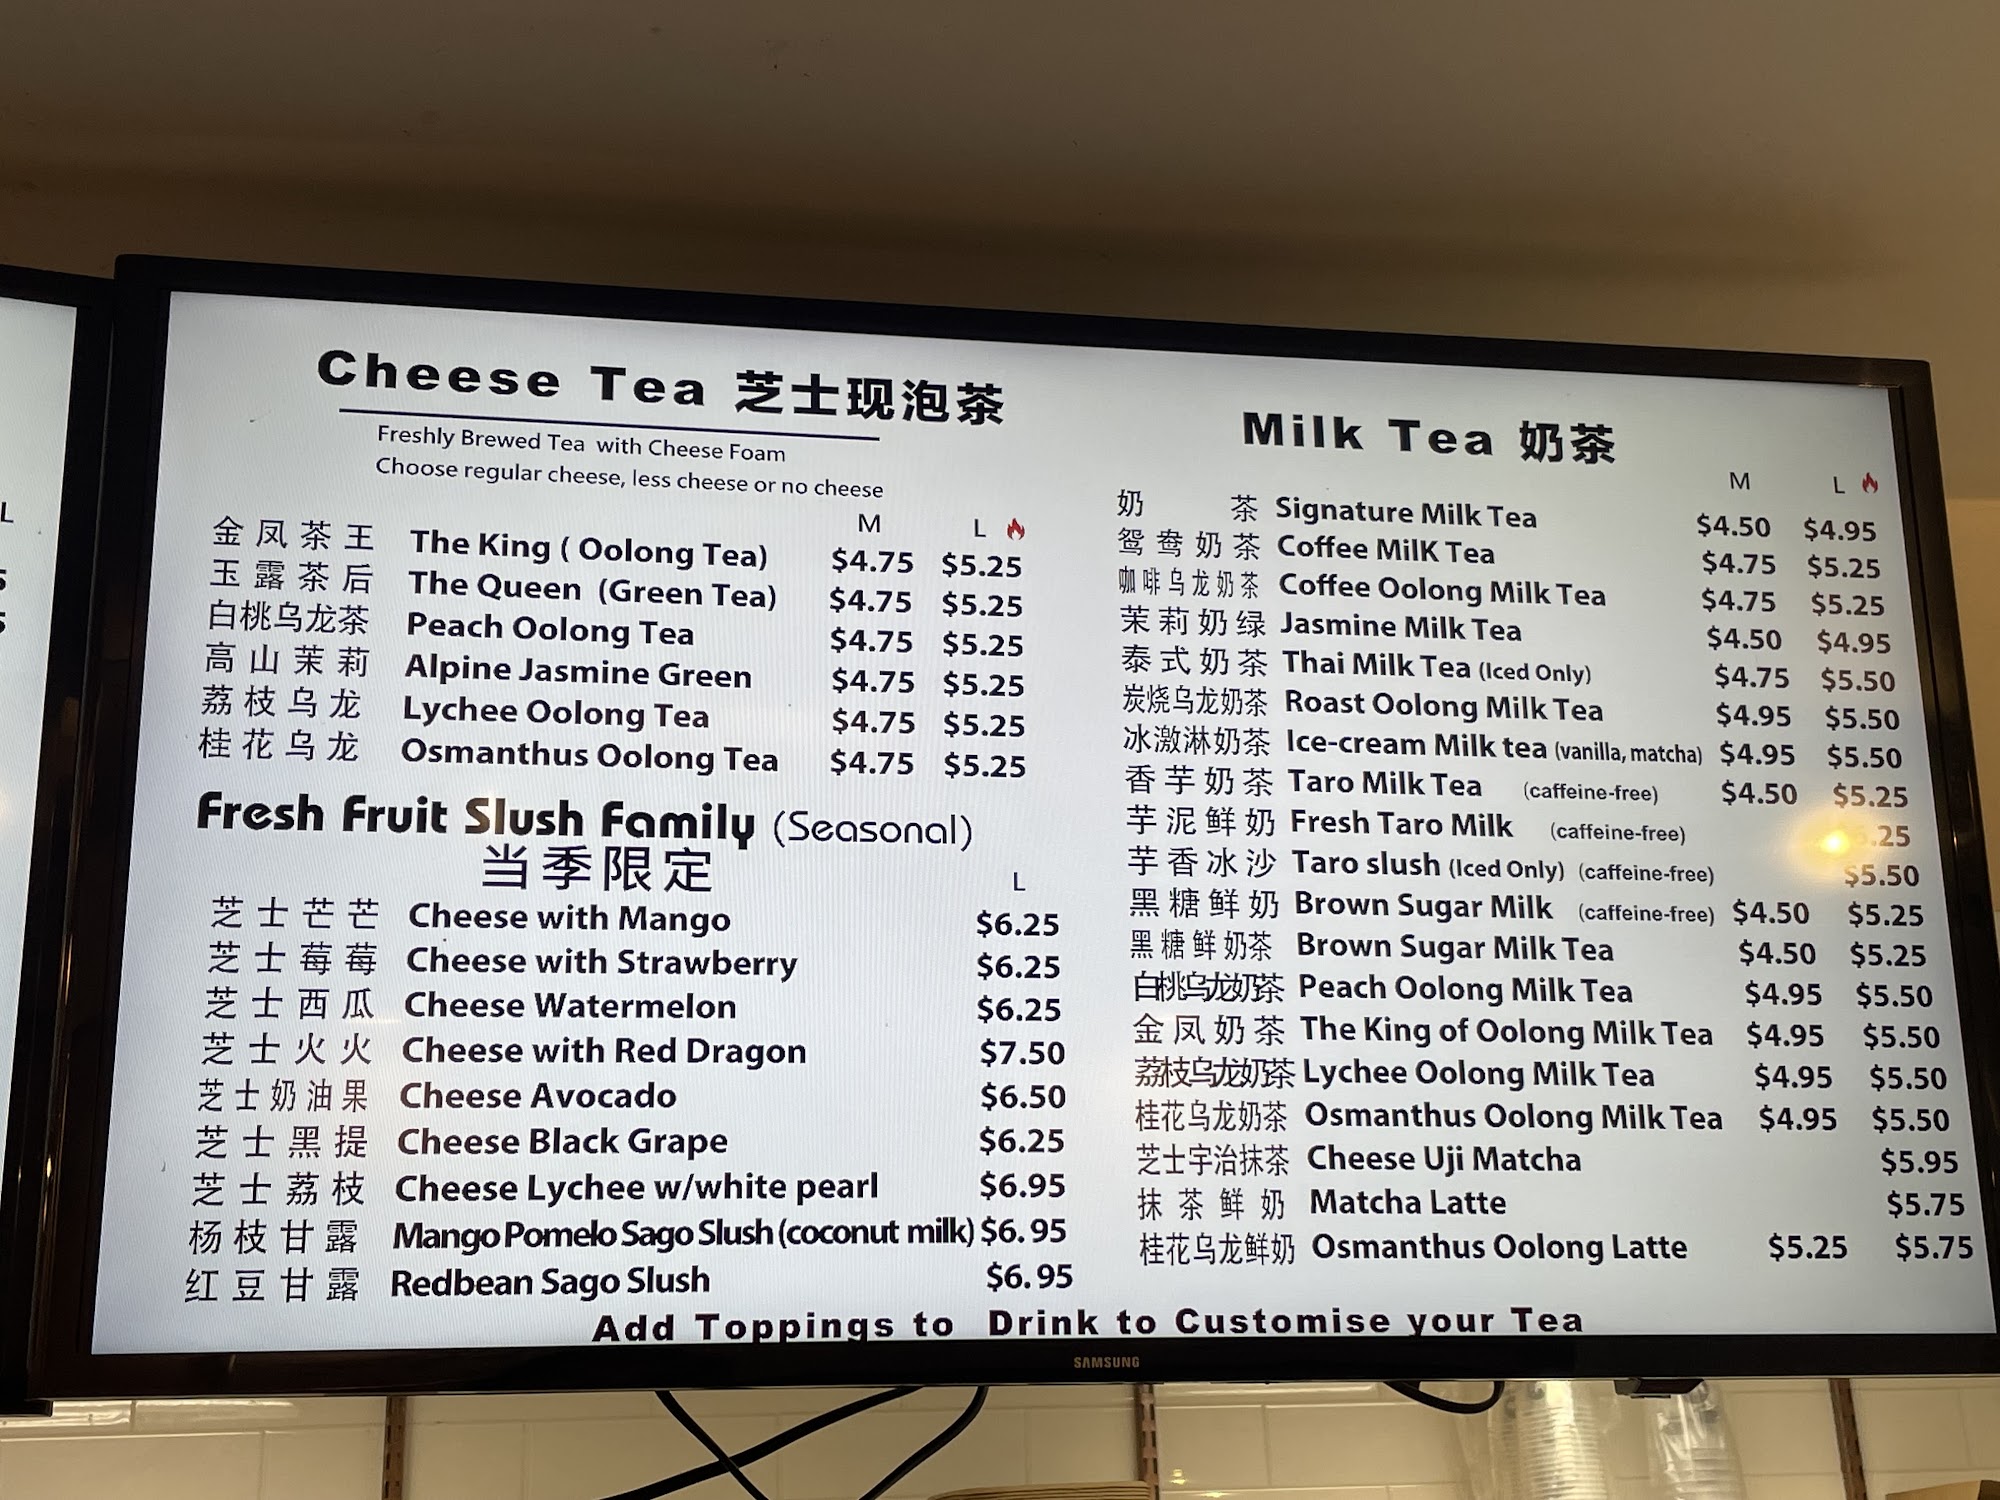 Cheese Tea 芝士现泡茶
Freshly Brewed Tea with Cheese Foam
Choose regular cheese, less cheese or no cheese
M L
金凤茶王 The King ( Oolong Tea) $4.75 $5.25
玉露茶后 The Queen (Green Tea) $4.75 $5.25
白桃乌龙茶 Peach Oolong Tea $4.75 $5.25
高山茉莉 Alpine Jasmine Green $4.75 $5.25
荔枝乌龙 Lychee Oolong Tea $4.75 $5.25
桂花乌龙 Osmanthus Oolong Tea $4.75 $5.25
Fresh Fruit Slush Family (Seasonal)
当季限定
L
芝士芒芒 Cheese with Mango $6.25
芝士莓莓 Cheese with Strawberry $6.25
芝士西瓜 Cheese Watermelon $6.25
芝士火火 Cheese with Red Dragon $7.50
芝士奶油果 Cheese Avocado $6.50
芝士黑提 Cheese Black Grape $6.25
芝士荔枝 Cheese Lychee w/white pearl $6.95
杨枝甘露 Mango Pomelo Sago Slush (coconut milk) $6.95
红豆甘露 Redbean Sago Slush $6.95
Milk Tea 奶茶
M L
奶茶 Signature Milk Tea $4.50 $4.95
鸳鸯奶茶 Coffee MilK Tea $4.75 $5.25
咖啡乌龙奶茶 Coffee Oolong Milk Tea $4.75 $5.25
茉莉奶绿 Jasmine Milk Tea $4.50 $4.95
泰式奶茶 Thai Milk Tea (Iced Only) $4.75 $5.50
炭烧乌龙奶茶 Roast Oolong Milk Tea $4.95 $5.50
冰激淋奶茶 Ice-cream Milk tea (vanilla, matcha) $4.95 $5.50
香芋奶茶 Taro Milk Tea (caffeine-free) $4.50 $5.25
芋泥鲜奶 Fresh Taro Milk (caffeine-free) .25
芋香冰沙 Taro slush (Iced Only) (caffeine-free) $5.50
黑糖鲜奶 Brown Sugar Milk (caffeine-free) $4.50 $5.25
黑糖鲜奶茶 Brown Sugar Milk Tea $4.50 $5.25
白桃乌龙奶茶 Peach Oolong Milk Tea $4.95 $5.50
金凤奶茶 The King of Oolong Milk Tea $4.95 $5.50
荔枝乌龙奶茶 Lychee Oolong Milk Tea $4.95 $5.50
桂花乌龙奶茶 Osmanthus Oolong Milk Tea $4.95 $5.50
芝士宇治抹茶 Cheese Uji Matcha $5.95
抹茶鲜奶 Matcha Latte $5.75
桂花乌龙鲜奶 Osmanthus Oolong Latte $5.25 $5.75
Add Toppings to Drink to Customise your Tea
SAMSUNG
L